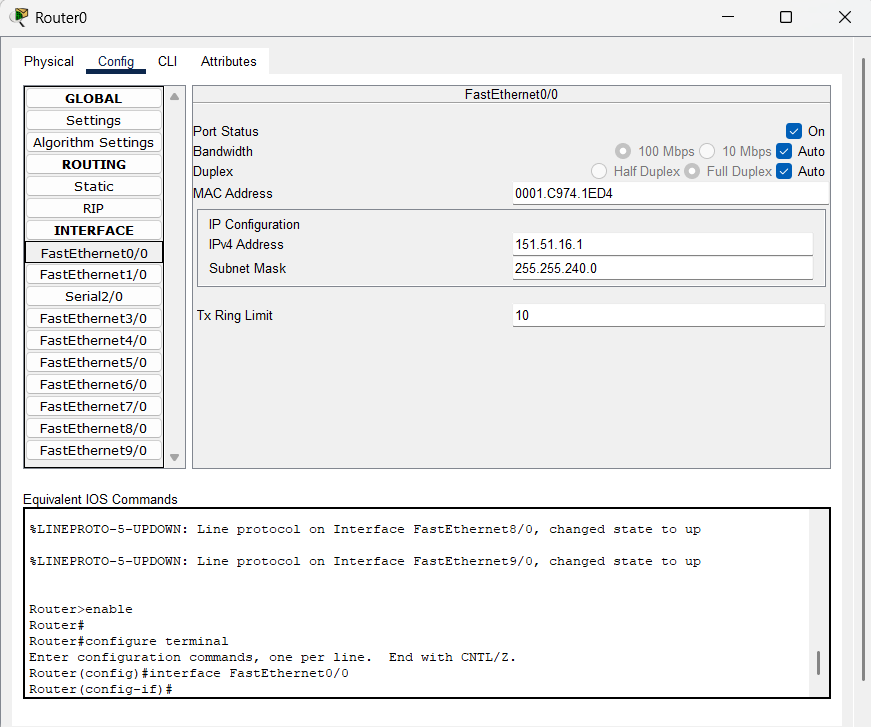 Router0
Physical Config CLI Attributes
GLOBAL
Settings
Algorithm Settings
ROUTING
Static
RIP
INTERFACE
FastEthernet0/0
FastEthernet1/0
Serial2/0
FastEthernet3/0
FastEthernet4/0
FastEthernet5/0
FastEthernet6/0
FastEthernet7/0
FastEthernet8/0
FastEthernet9/0
FastEthernet0/0
Port Status On
Bandwidth 100 Mbps 10 Mbps Auto
Duplex Half Duplex Full Duplex Auto
MAC Address 0001.C974.1ED4
IP Configuration
IPv4 Address 151.51.16.1
Subnet Mask 255.255.240.0
Tx Ring Limit 10
Equivalent IOS Commands
%LINEPROTO-5-UPDOWN: Line protocol on Interface FastEthernet8/0, changed state to up
%LINEPROTO-5-UPDOWN: Line protocol on Interface FastEthernet9/0, changed state to up
Router>enable
Router#
Router#configure terminal
Enter configuration commands, one per line.  End with CNTL/Z.
Router(config)#interface FastEthernet0/0
Router(config-if)#